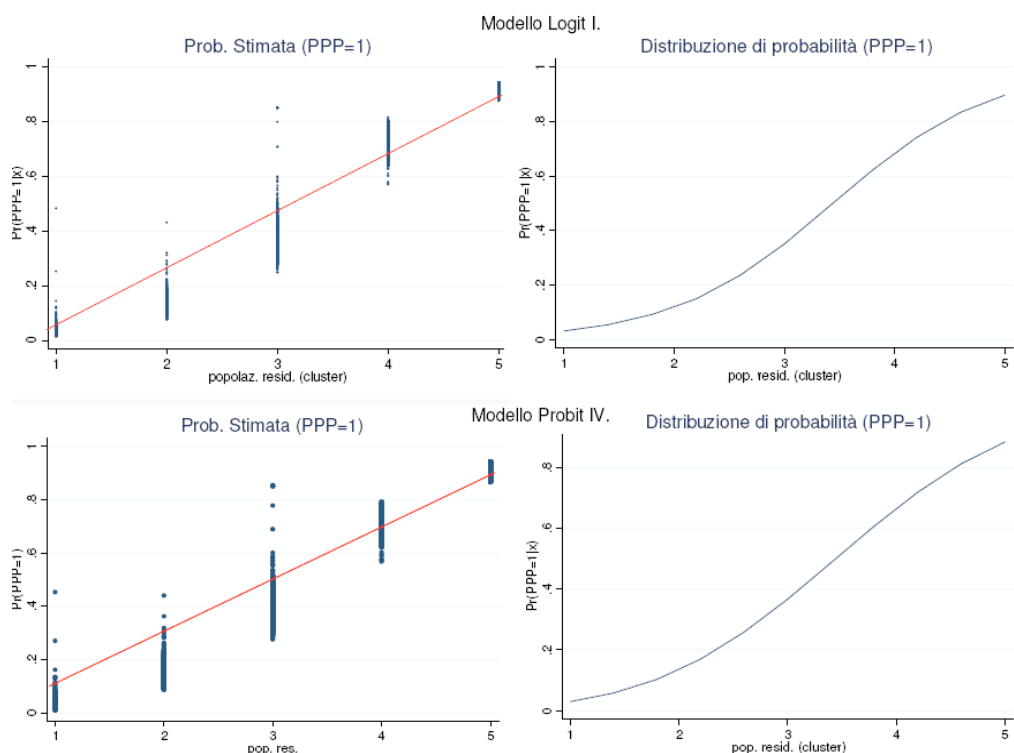 Modello Logit I.
Prob. Stimata (PPP=1)
Pr(PPP=1|x)
0 .2 .4 .6 .8 1
1 2 3 4 5
popolaz. resid. (cluster)
Distribuzione di probabilità (PPP=1)
Pr(PPP=1|x)
0 .2 .4 .6 .8 1
1 2 3 4 5
pop. resid. (cluster)
Modello Probit IV.
Prob. Stimata (PPP=1)
Pr(PPP=1)
0 .2 .4 .6 .8 1
1 2 3 4 5
pop. res.
Distribuzione di probabilità (PPP=1)
Pr(PPP=1|x)
0 .2 .4 .6 .8
1 2 3 4 5
pop. resid. (cluster)